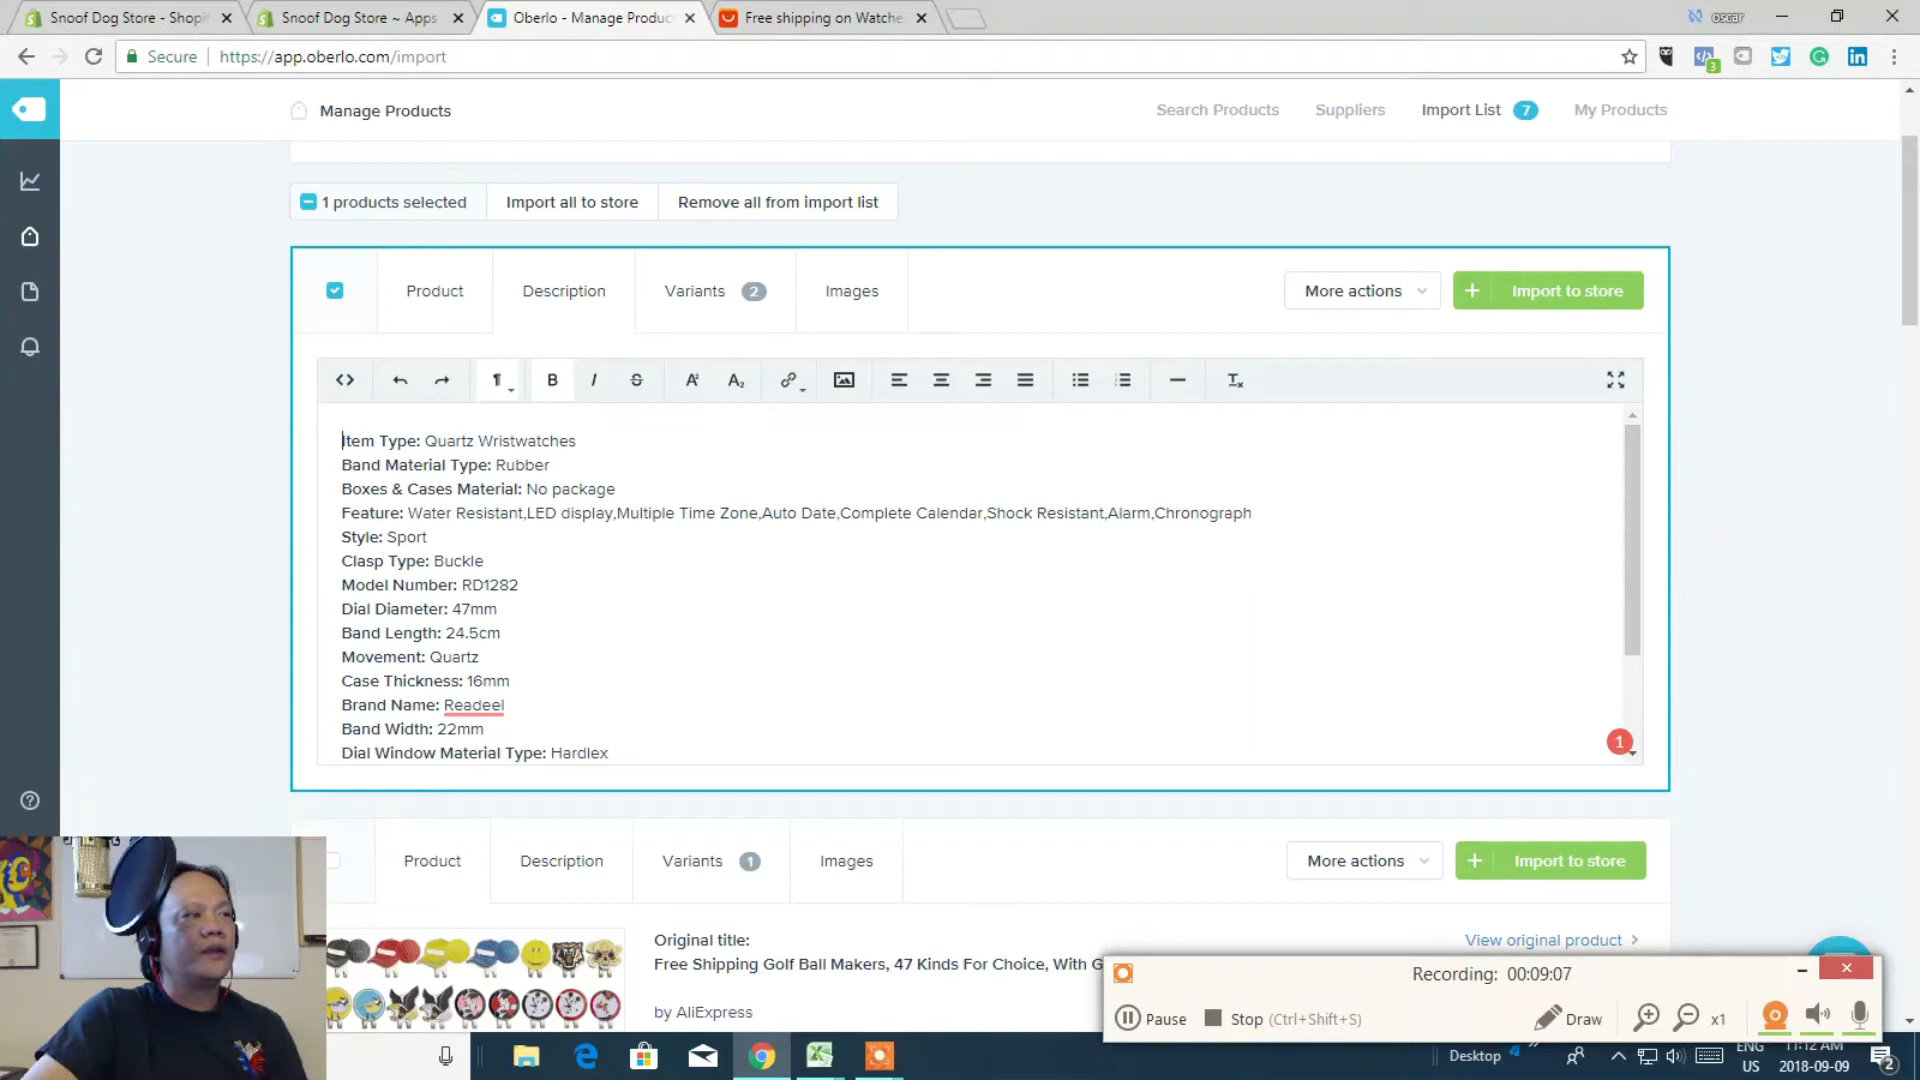 Snoof Dog Store - Shopif
Snoof Dog Store ~ Apps
Oberlo - Manage Produc
Free shipping on Watche
oscar
Secure
https://app.oberlo.com/import
3
in
Manage Products
Search Products
Suppliers
Import List 7
My Products
1 products selected
Import all to store
Remove all from import list
Product
Description
Variants 2
Images
More actions
+ Import to store
Item Type: Quartz Wristwatches
Band Material Type: Rubber
Boxes & Cases Material: No package
Feature: Water Resistant,LED display,Multiple Time Zone,Auto Date,Complete Calendar,Shock Resistant,Alarm,Chronograph
Style: Sport
Clasp Type: Buckle
Model Number: RD1282
Dial Diameter: 47mm
Band Length: 24.5cm
Movement: Quartz
Case Thickness: 16mm
Brand Name: Readeel
Band Width: 22mm
Dial Window Material Type: Hardlex
1
Product
Description
Variants 1
Images
More actions
+ Import to store
Original title:
View original product
Free Shipping Golf Ball Makers, 47 Kinds For Choice, With G
by AliExpress
Recording: 00:09:07
Pause
Stop (Ctrl+Shift+S)
Draw
x1
Desktop
ENG
US
11:12 AM
2018-09-09
2